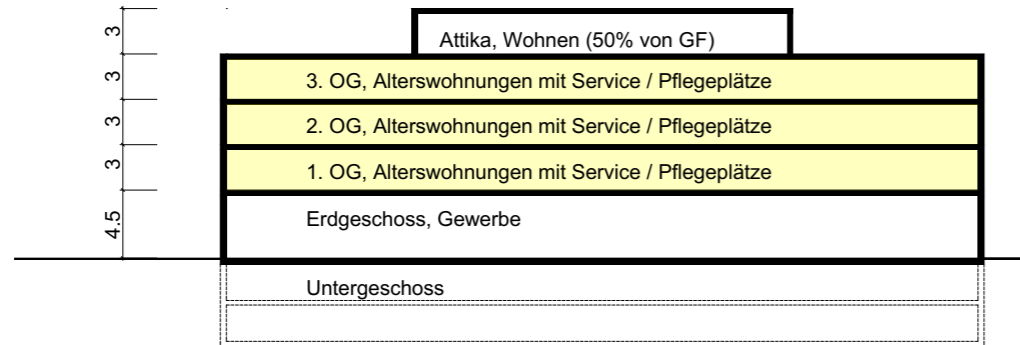 3
Attika, Wohnen (50% von GF)
3
3. OG, Alterswohnungen mit Service / Pflegeplätze
3
2. OG, Alterswohnungen mit Service / Pflegeplätze
3
1. OG, Alterswohnungen mit Service / Pflegeplätze
4.5
Erdgeschoss, Gewerbe
Untergeschoss